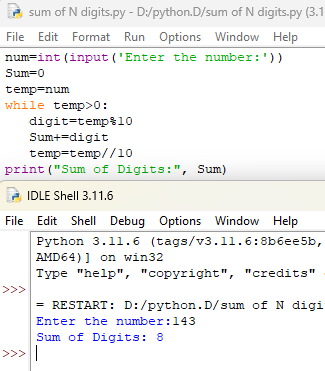 sum of N digits.py - D:/python.D/sum of N digits.py (3.1
File Edit Format Run Options Window Help
num=int(input('Enter the number:'))
Sum=0
temp=num
while temp>0:
    digit=temp%10
    Sum+=digit
    temp=temp//10
print("Sum of Digits:", Sum)
IDLE Shell 3.11.6
File Edit Shell Debug Options Window Help
Python 3.11.6 (tags/v3.11.6:8b6ee5b,
AMD64)] on win32
Type "help", "copyright", "credits"
>>>
= RESTART: D:/python.D/sum of N digi
Enter the number:143
Sum of Digits: 8
>>>